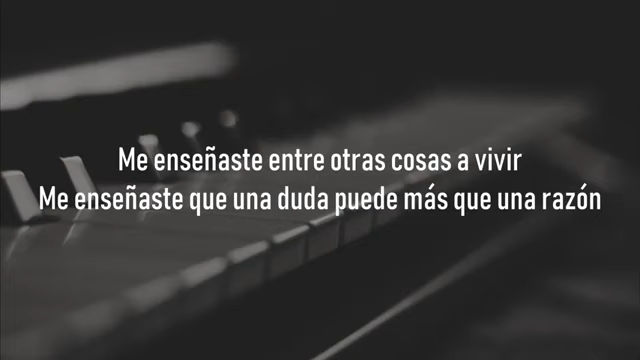 Me enseñaste entre otras cosas a vivir
Me enseñaste que una duda puede más que una razón